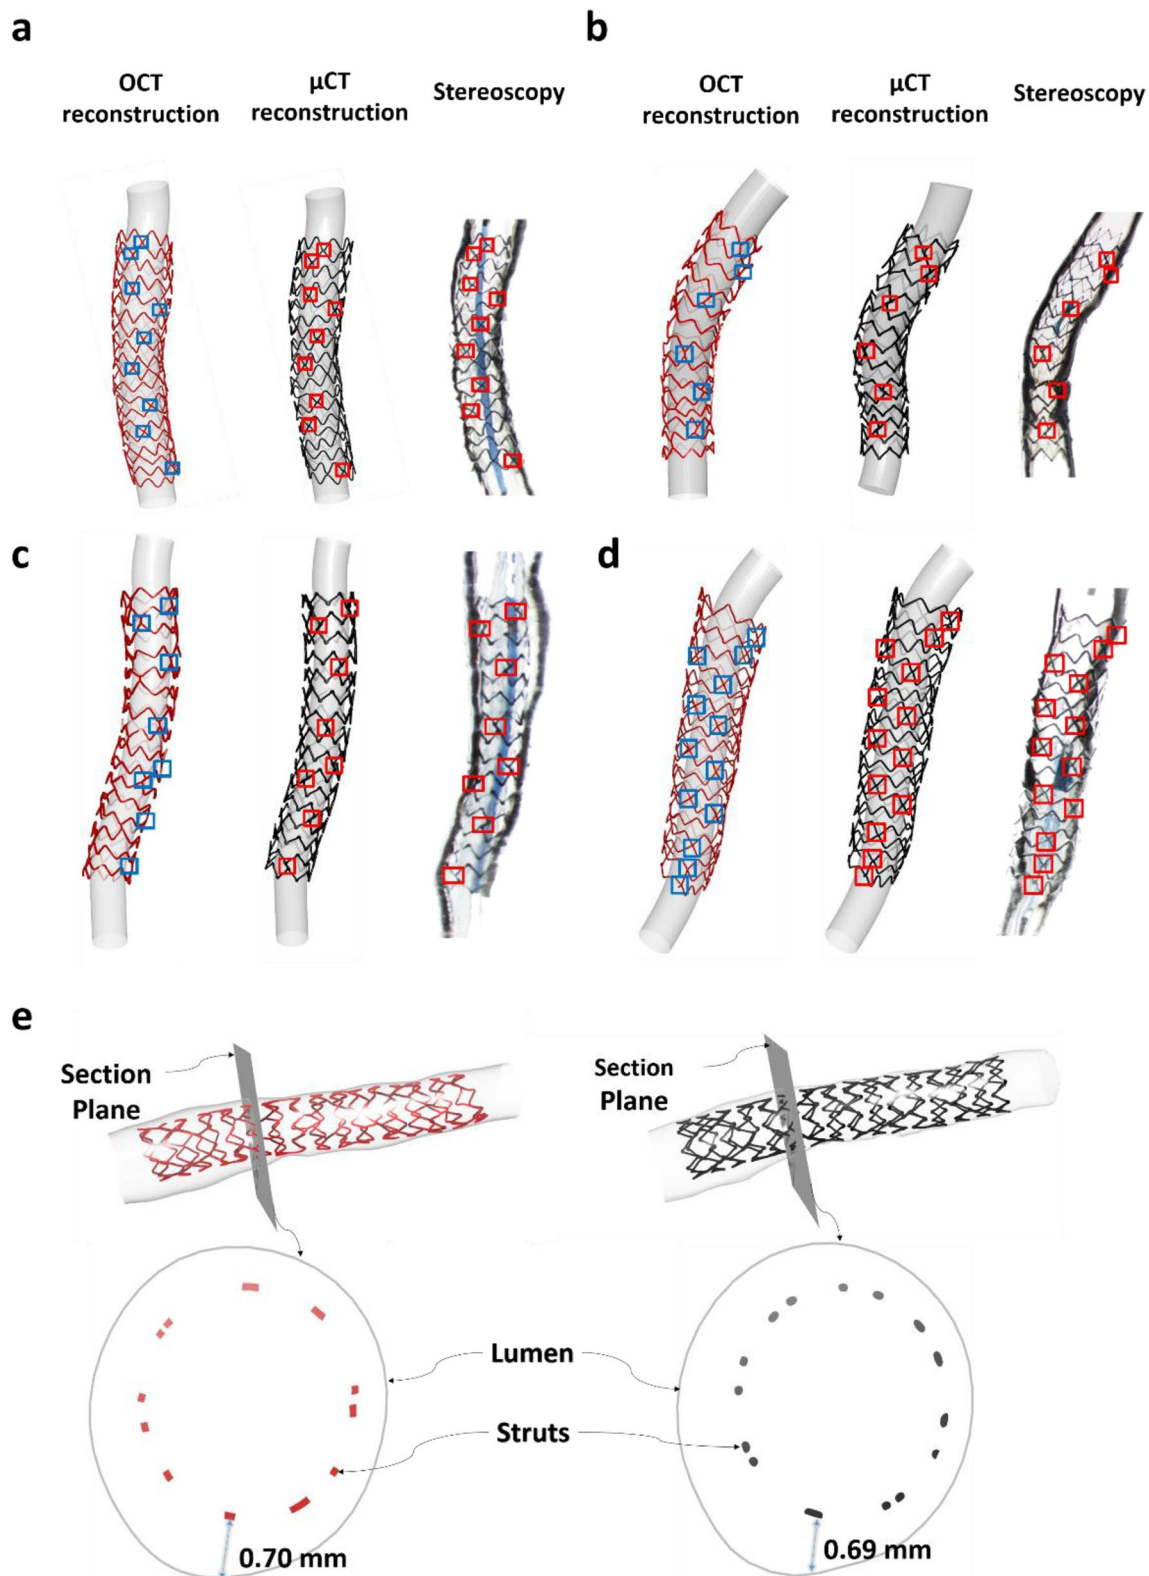 a
b
OCT
reconstruction
μCT
reconstruction
Stereoscopy
OCT
reconstruction
μCT
reconstruction
Stereoscopy
c
d
e
Section
Plane
Section
Plane
Lumen
Struts
0.70 mm
0.69 mm